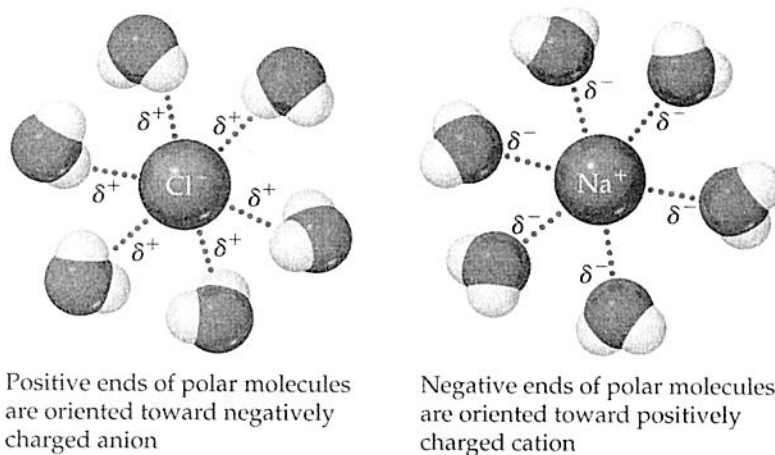 δ+
δ+
δ+
δ+
δ+
δ+
Cl−
δ−
δ−
δ−
δ−
δ−
δ−
Na+
Positive ends of polar molecules
are oriented toward negatively
charged anion
Negative ends of polar molecules
are oriented toward positively
charged cation